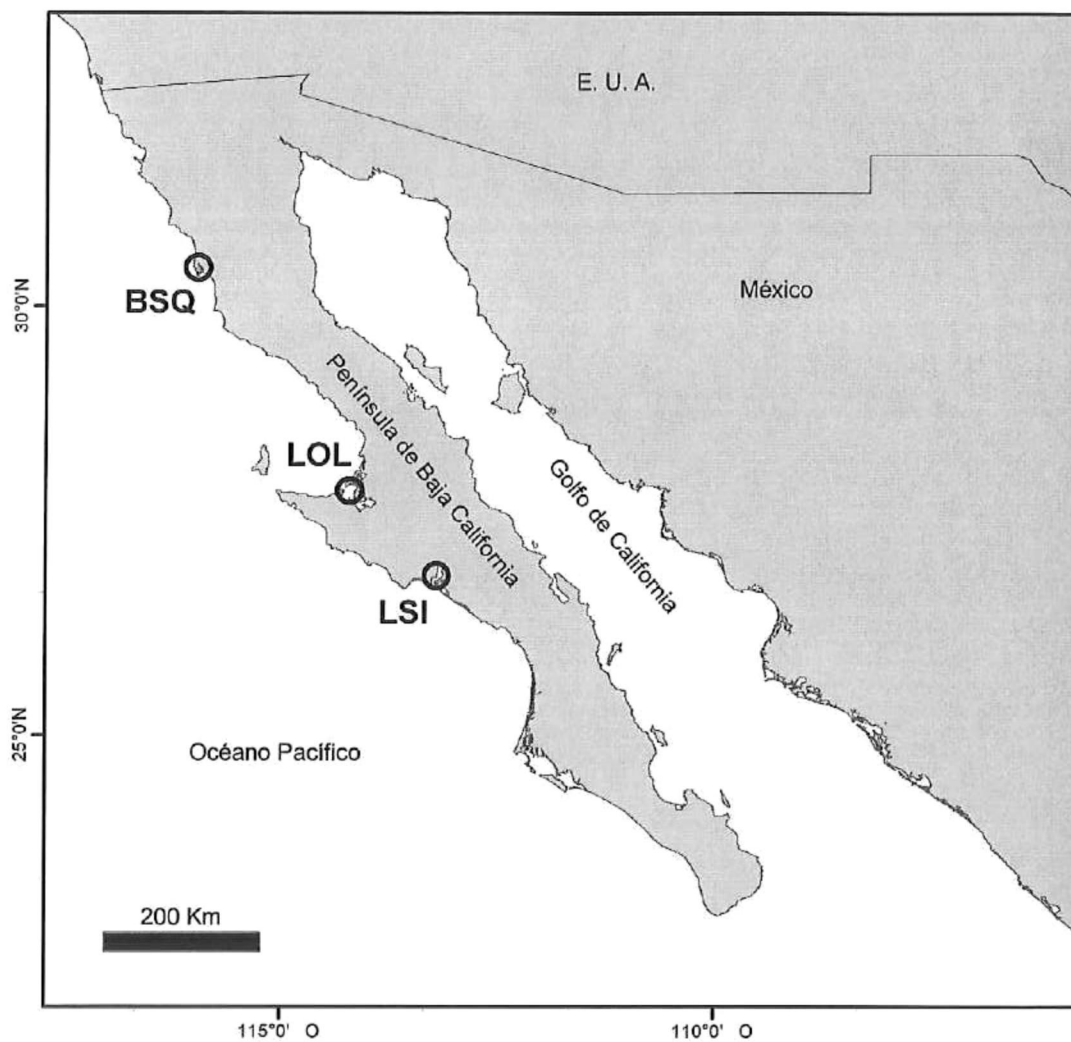 E. U. A.
30°0'N
BSQ
México
Península de Baja California
LOL
Golfo de California
LSI
25°0'N
Océano Pacífico
200 Km
115°0' O
110°0' O